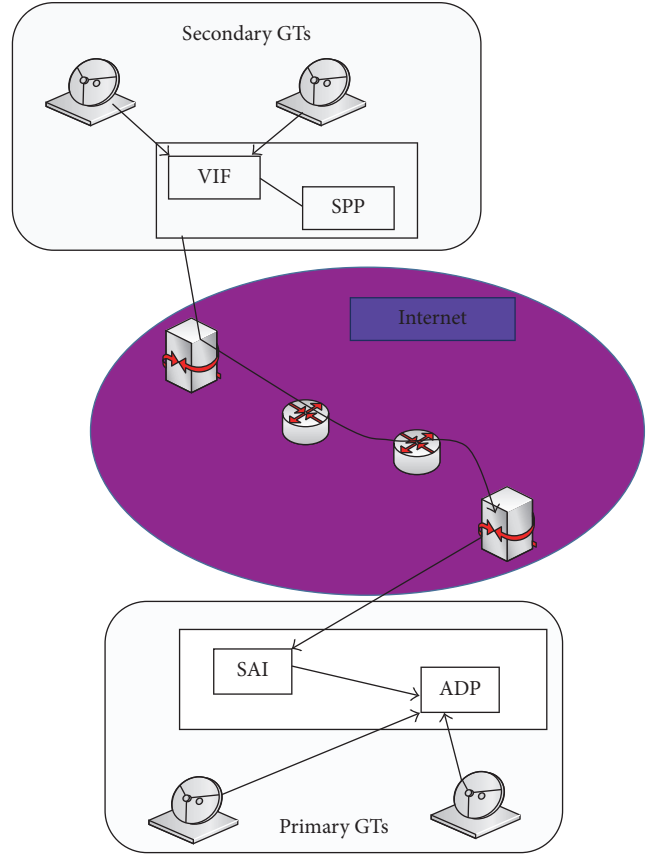 Secondary GTs
VIF
SPP
Internet
SAI
ADP
Primary GTs